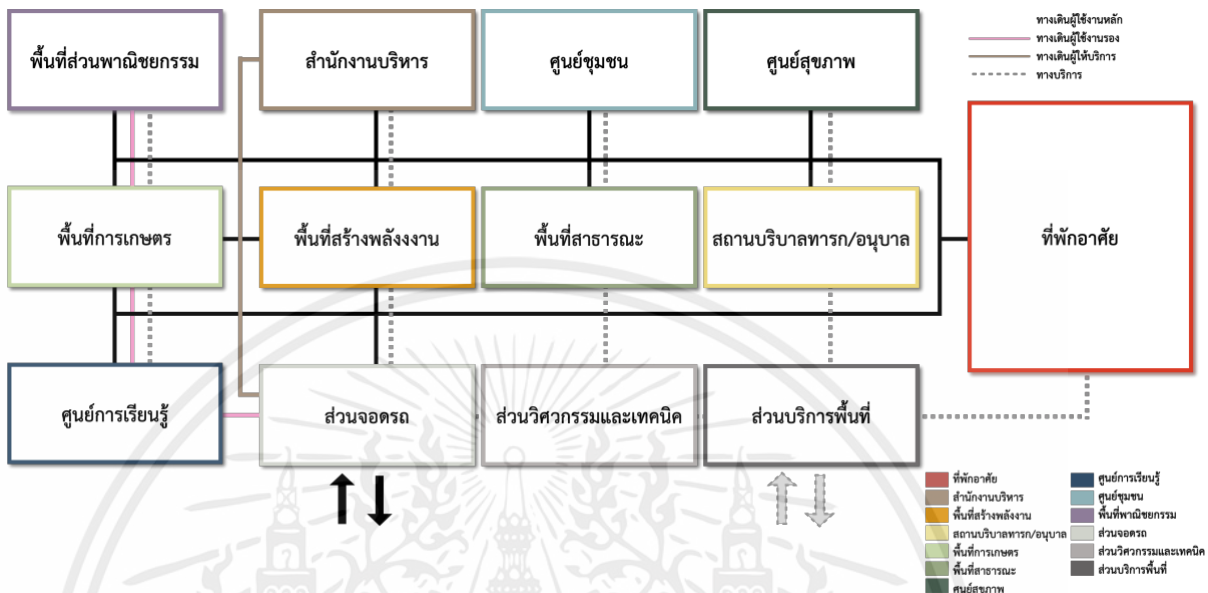 พื้นที่ส่วนพาณิชยกรรม
สำนักงานบริหาร
ศูนย์ชุมชน
ศูนย์สุขภาพ
ทางเดินผู้ใช้งานหลัก
ทางเดินผู้ใช้งานรอง
ทางเดินผู้ให้บริการ
ทางบริการ
พื้นที่การเกษตร
พื้นที่สร้างพลังงงาน
พื้นที่สาธารณะ
สถานบริบาลทารก/อนุบาล
ที่พักอาศัย
ศูนย์การเรียนรู้
ส่วนจอดรถ
ส่วนวิศวกรรมและเทคนิค
ส่วนบริการพื้นที่
ที่พักอาศัย
สำนักงานบริหาร
พื้นที่สร้างพลังงาน
สถานบริบาลทารก/อนุบาล
พื้นที่การเกษตร
พื้นที่สาธารณะ
ศูนย์สุขภาพ
ศูนย์การเรียนรู้
ศูนย์ชุมชน
พื้นที่พาณิชยกรรม
ส่วนจอดรถ
ส่วนวิศวกรรมและเทคนิค
ส่วนบริการพื้นที่